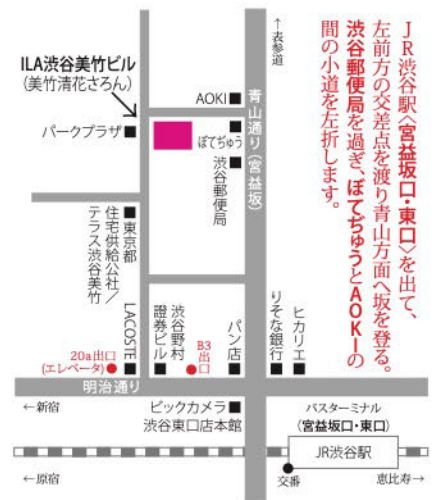 JR渋谷駅〈宮益坂口・東口〉を出て、
左前方の交差点を渡り青山方面へ坂を登る。
渋谷郵便局を過ぎ、ぼてぢゅうとAOKIの
間の小道を左折します。
↑表参道
ILA渋谷美竹ビル
(美竹清花さろん)
AOKI
青山通り(宮益坂)
パークプラザ
ぼてぢゅう
渋谷郵便局
東京都
住宅供給公社/
テラス渋谷美竹
LACOSTE
20a出口
(エレベータ)
渋谷野村
證券ビル
B3
出口
パン店
りそな銀行
ヒカリエ
明治通り
←新宿
ビックカメラ
渋谷東口店本館
バスターミナル
(宮益坂口・東口)
JR渋谷駅
←原宿
交番
恵比寿→